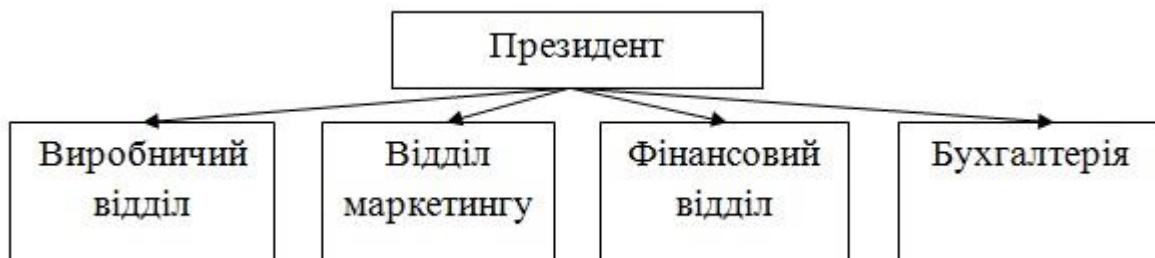 Президент
Виробничий
відділ
Відділ
маркетингу
Фінансовий
відділ
Бухгалтерія